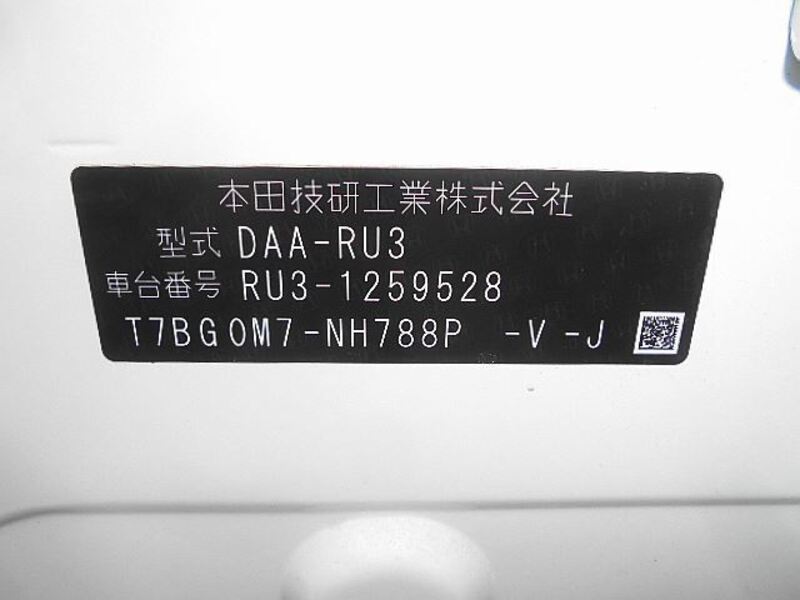 本田技研工業株式会社
型式 DAA-RU3
車台番号 RU3-1259528
T7BG0M7-NH788P -V-J